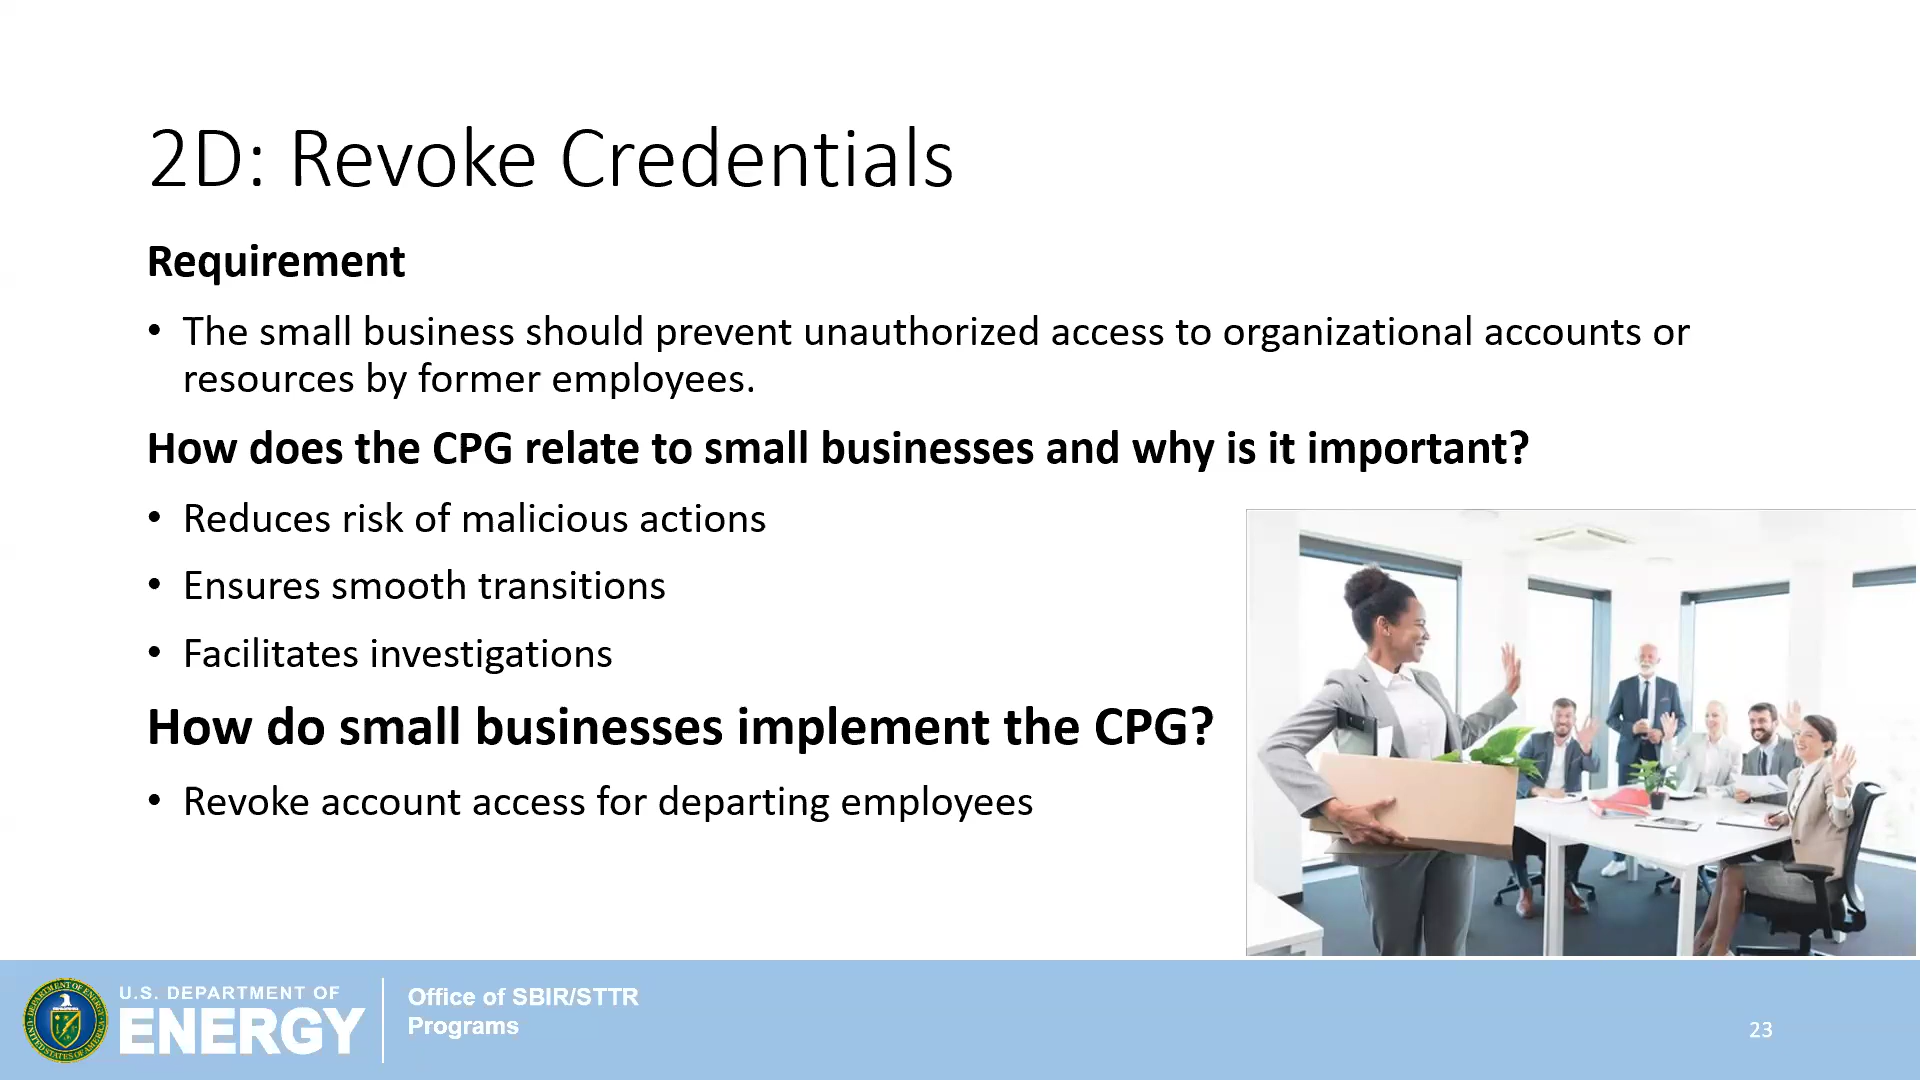 2D: Revoke Credentials
Requirement
• The small business should prevent unauthorized access to organizational accounts or
resources by former employees.
How does the CPG relate to small businesses and why is it important?
• Reduces risk of malicious actions
• Ensures smooth transitions
• Facilitates investigations
How do small businesses implement the CPG?
• Revoke account access for departing employees
U.S. DEPARTMENT OF
ENERGY
Office of SBIR/STTR
Programs
23